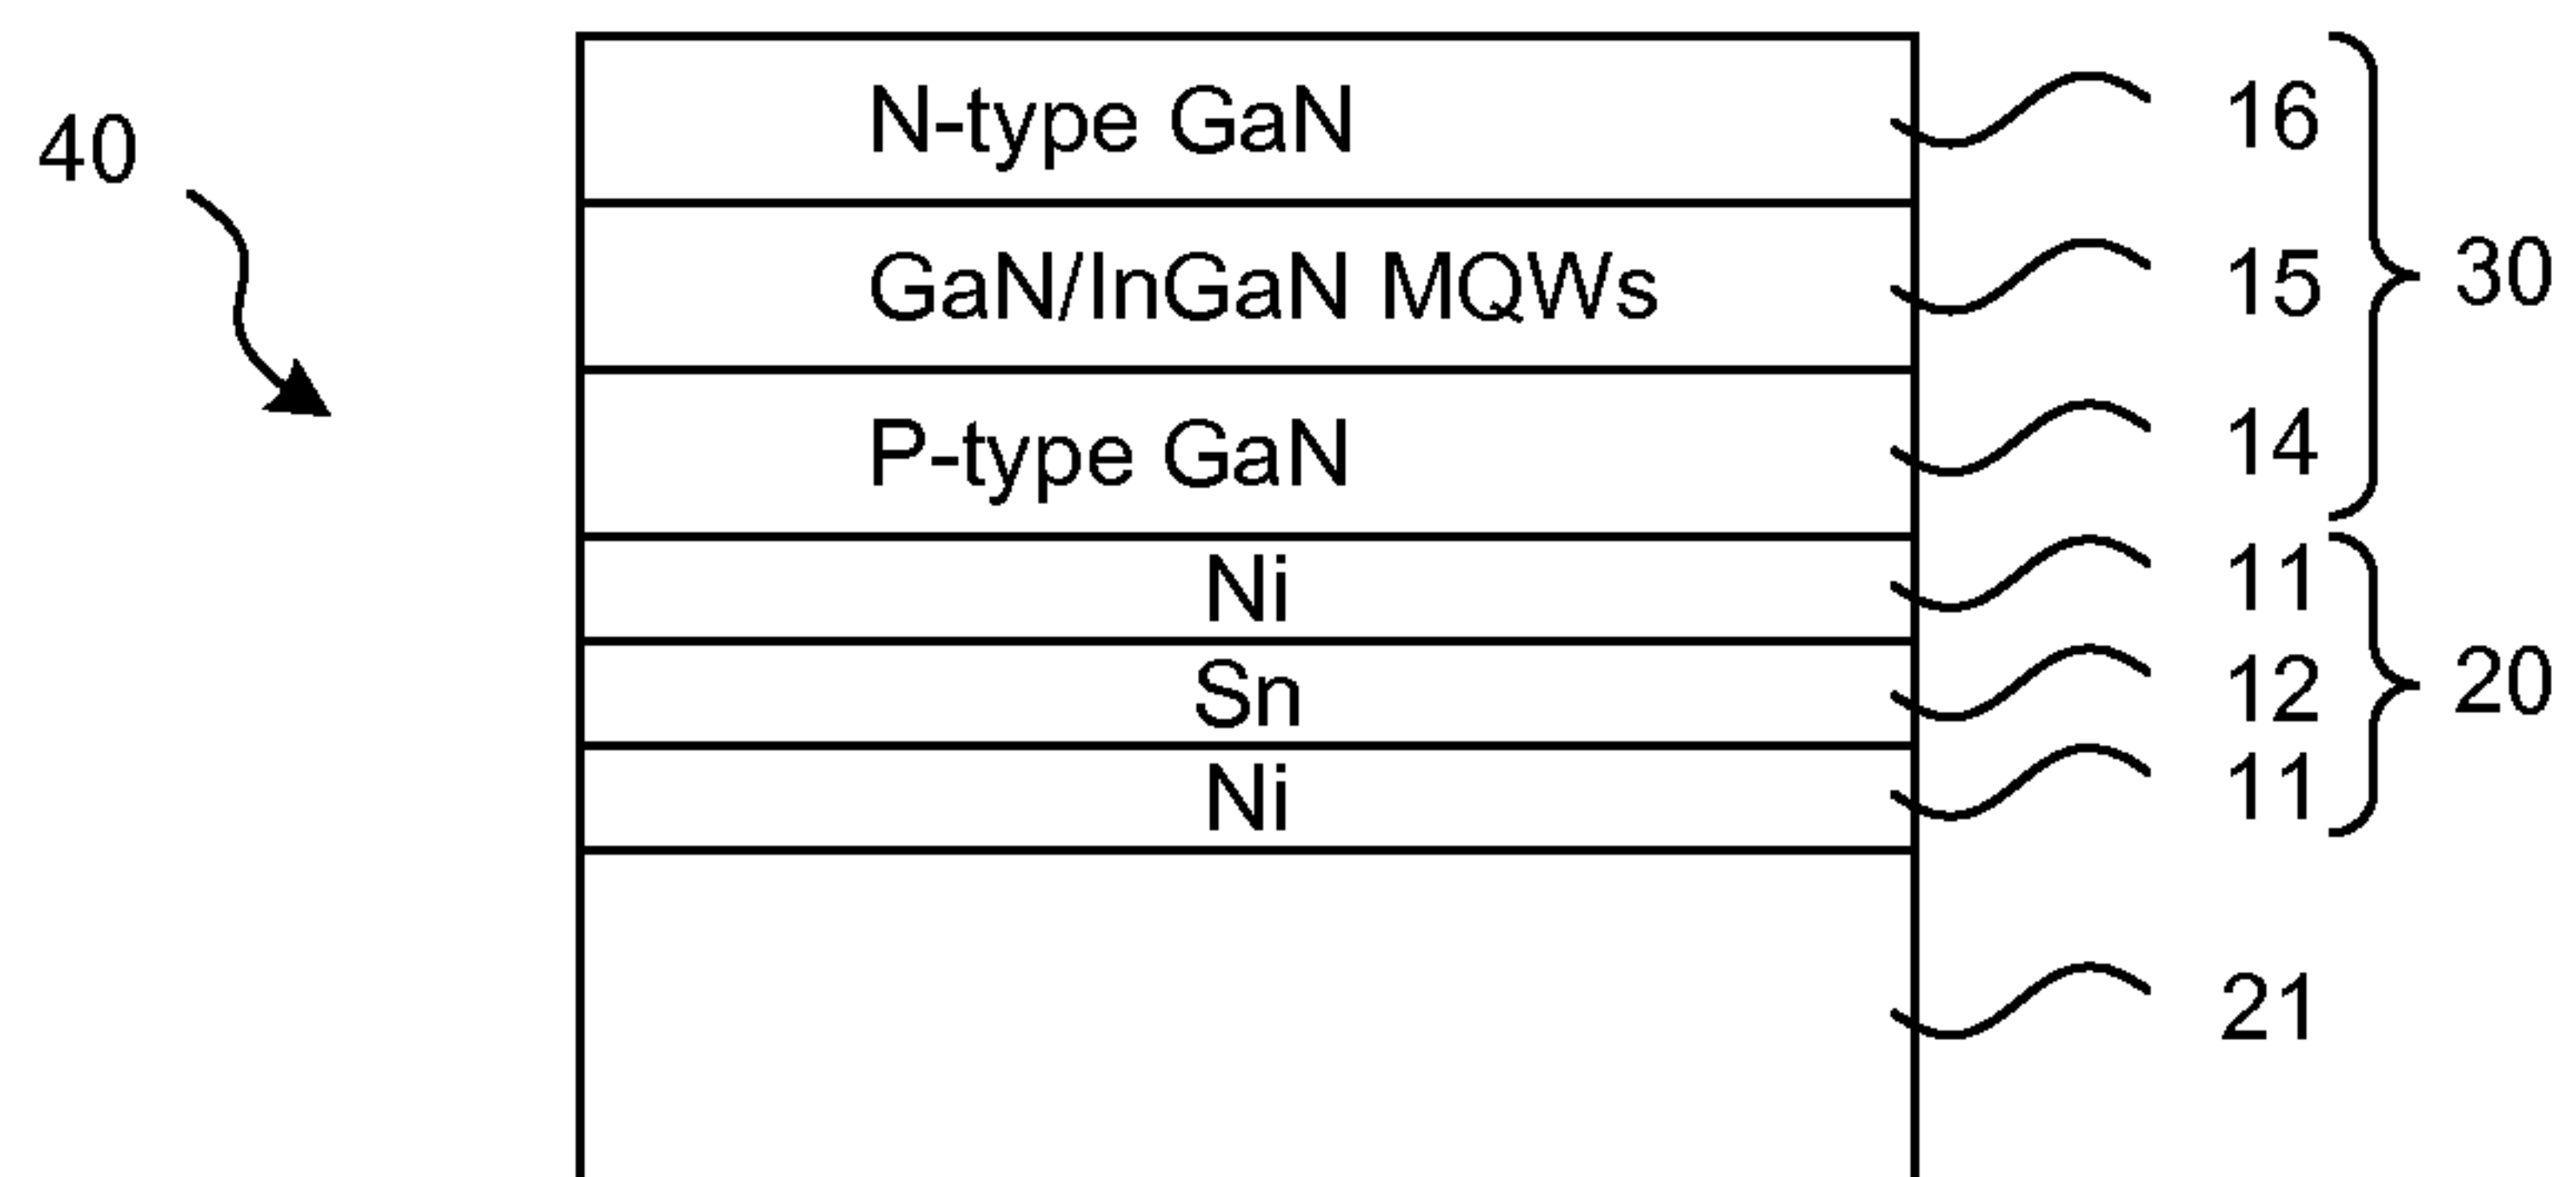 40
N-type GaN 16
GaN/InGaN MQWs 15
30
P-type GaN 14
Ni 11
Sn 12
20
Ni 11
21